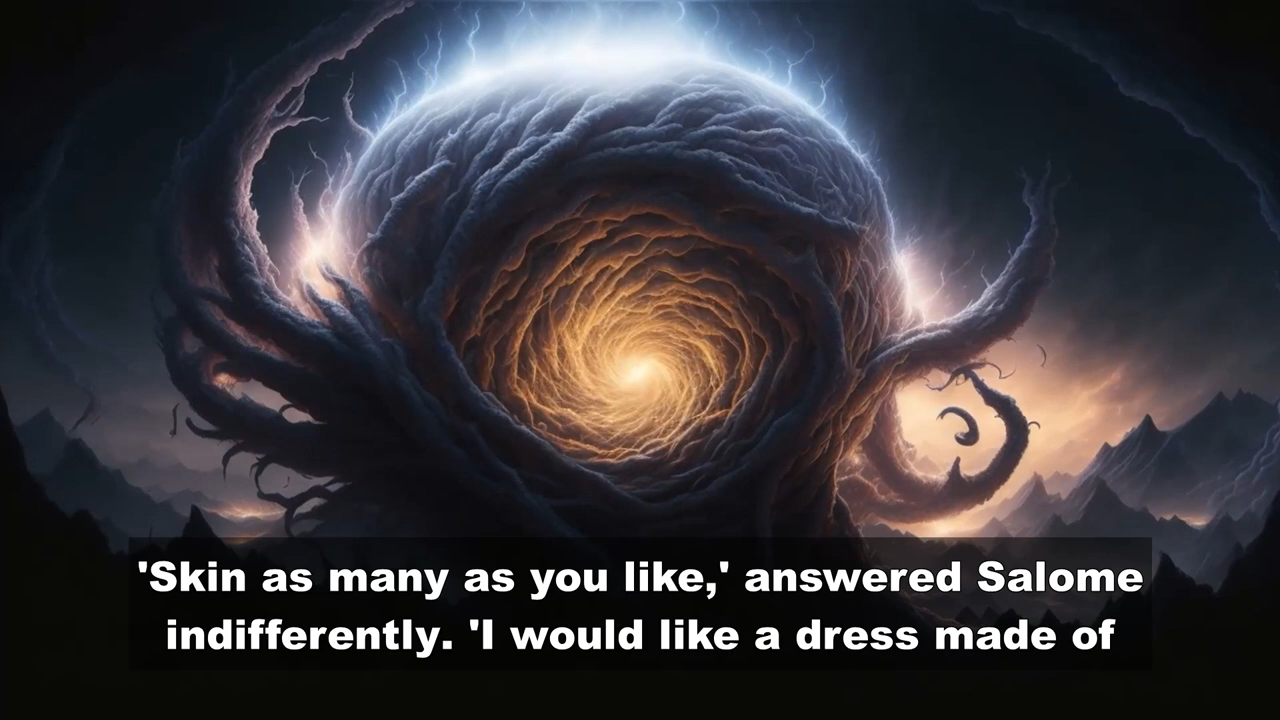 'Skin as many as you like,' answered Salome
indifferently. 'I would like a dress made of